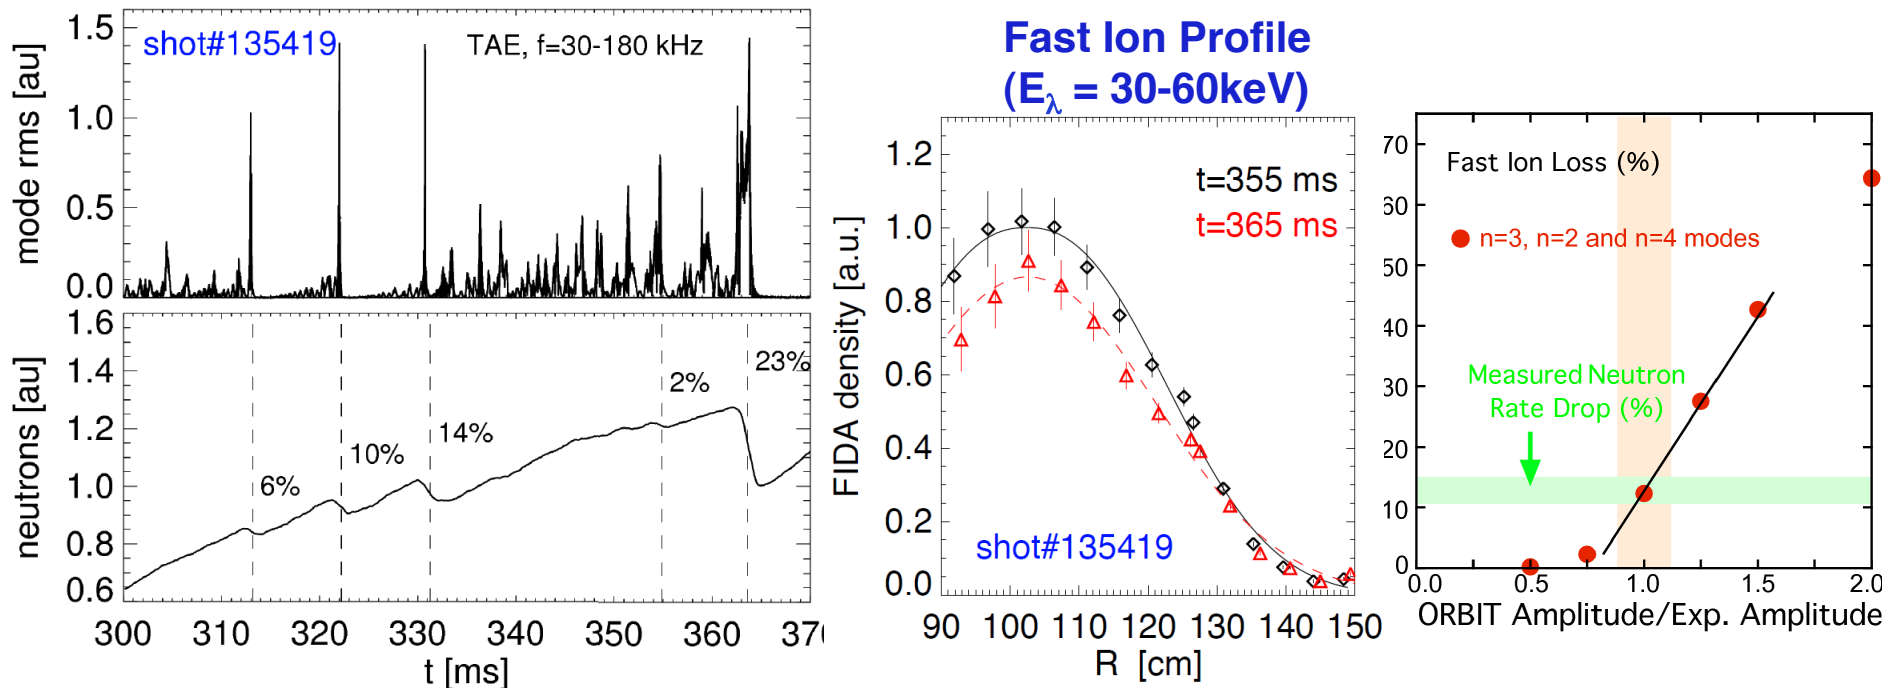 shot#135419
TAE, f=30-180 kHz
mode rms [au]
1.5
1.0
0.5
0.0
neutrons [au]
1.6
1.4
1.2
1.0
0.8
0.6
6%
10%
14%
2%
23%
300 310 320 330 340 350 360 370
t [ms]
Fast Ion Profile
(Eλ = 30-60keV)
FIDA density [a.u.]
1.2
1.0
0.8
0.6
0.4
0.2
0.0
t=355 ms
t=365 ms
shot#135419
90 100 110 120 130 140 150
R [cm]
70
60
50
40
30
20
10
0
Fast Ion Loss (%)
n=3, n=2 and n=4 modes
Measured Neutron
Rate Drop (%)
0.0 0.5 1.0 1.5 2.0
ORBIT Amplitude/Exp. Amplitude